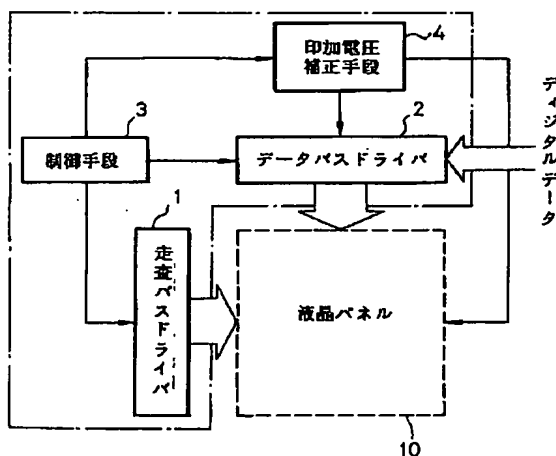 4
印加電圧
補正手段
3
制御手段
2
データバスドライバ
ディジタルデータ
1
走査バスドライバ
液晶パネル
10